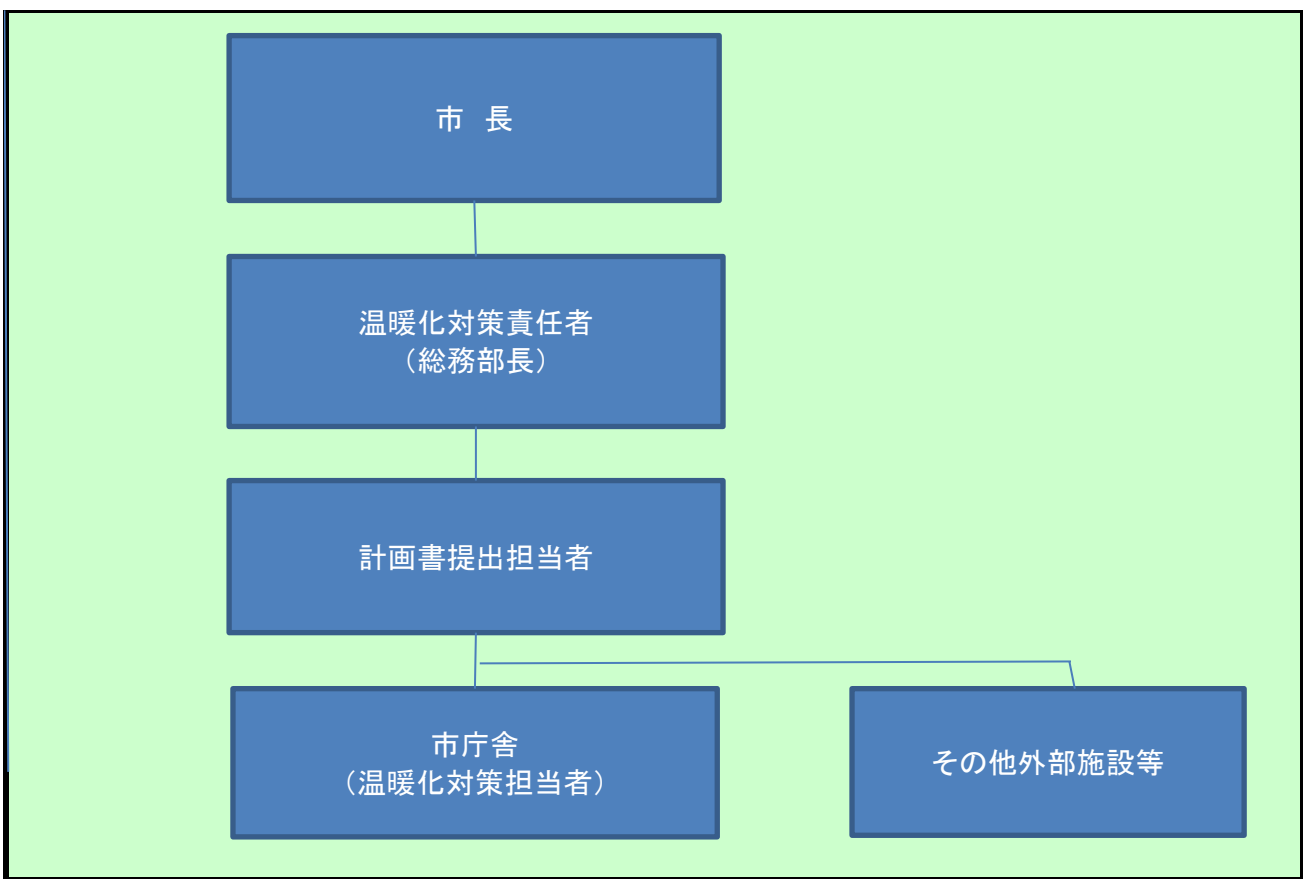 市　長
温暖化対策責任者
（総務部長）
計画書提出担当者
市庁舎
（温暖化対策担当者）
その他外部施設等